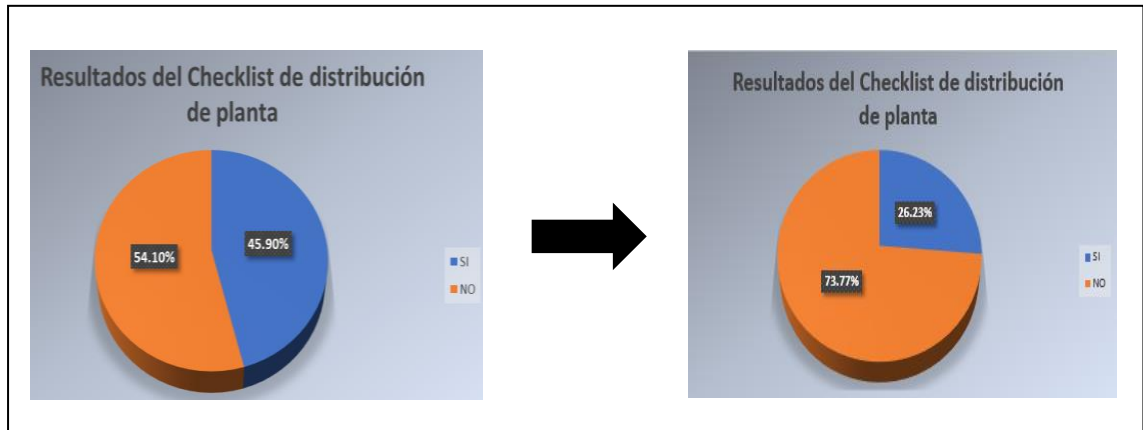 Resultados del Checklist de distribución
de planta
45.90%
54.10%
SI
NO
Resultados del Checklist de distribución
de planta
26.23%
73.77%
SI
NO